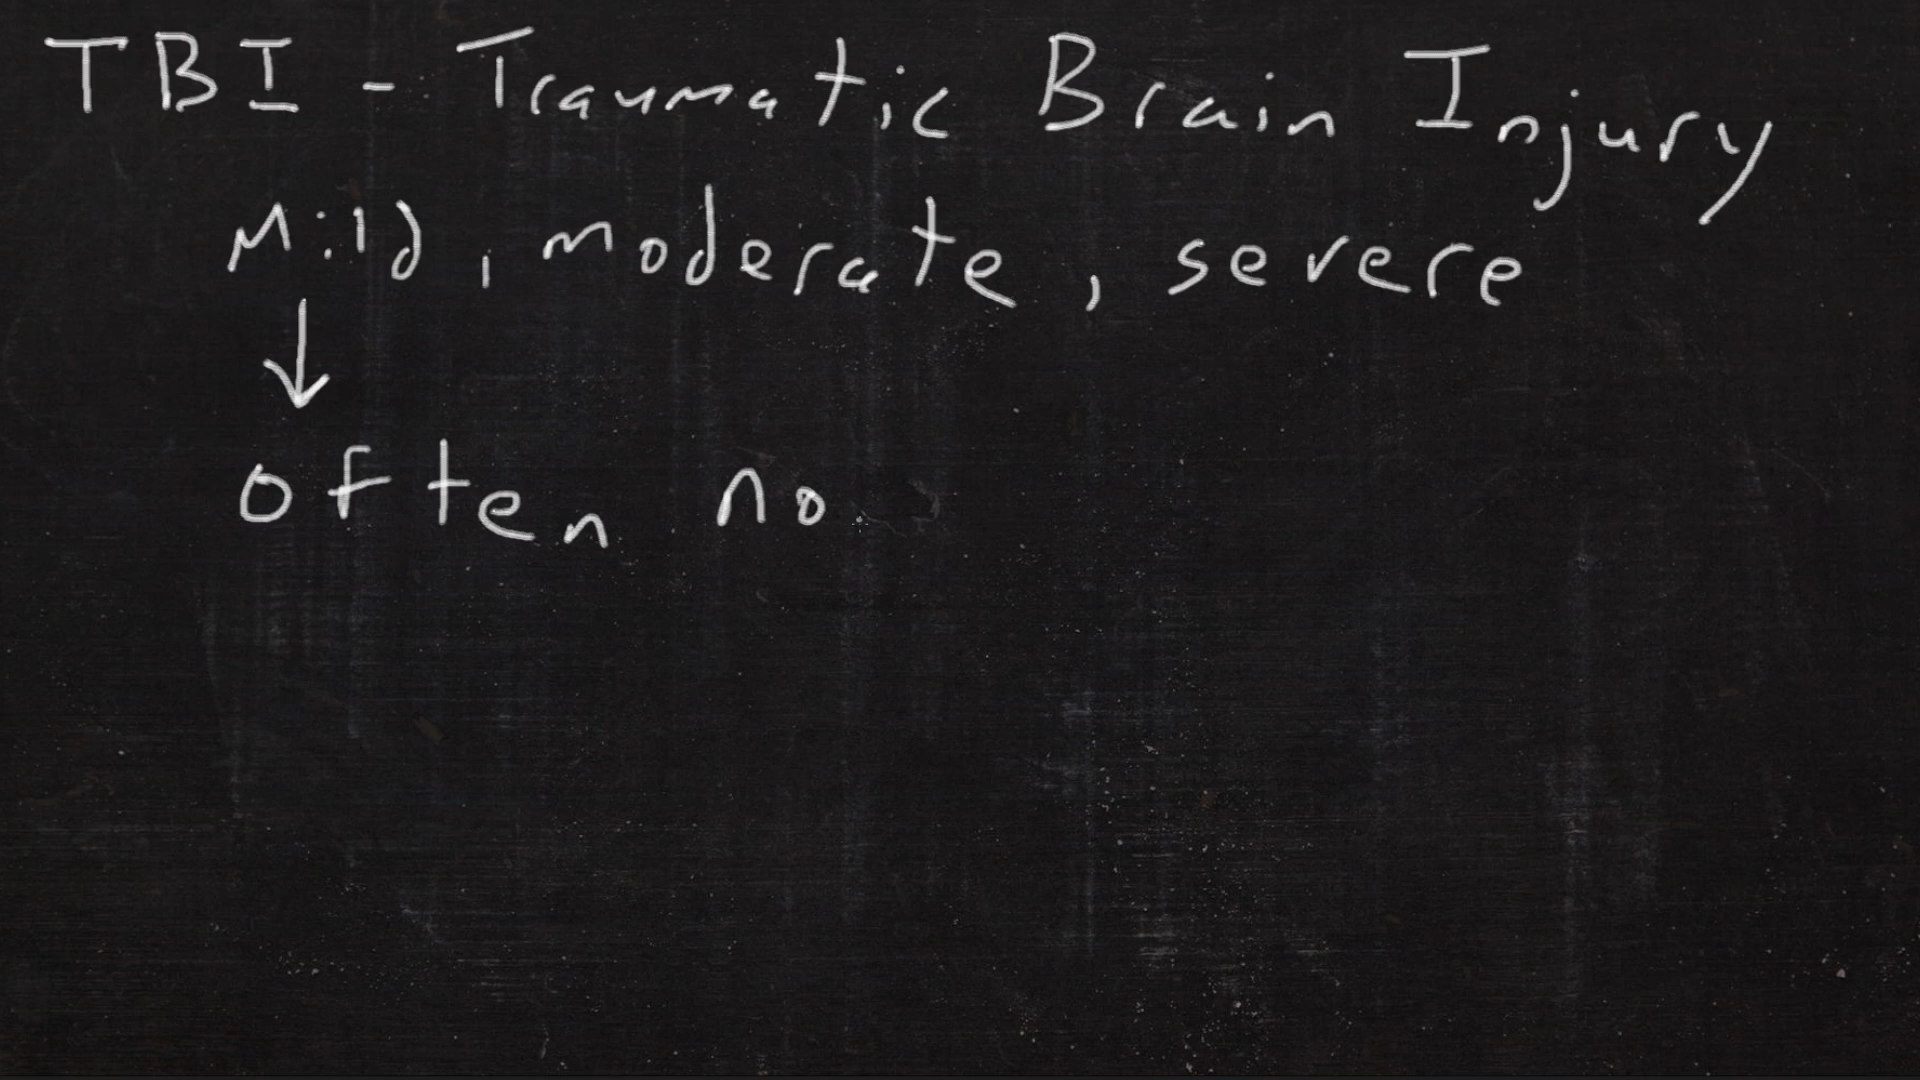 TBI - Traumatic Brain Injury
Mild, moderate, severe
↓
often no